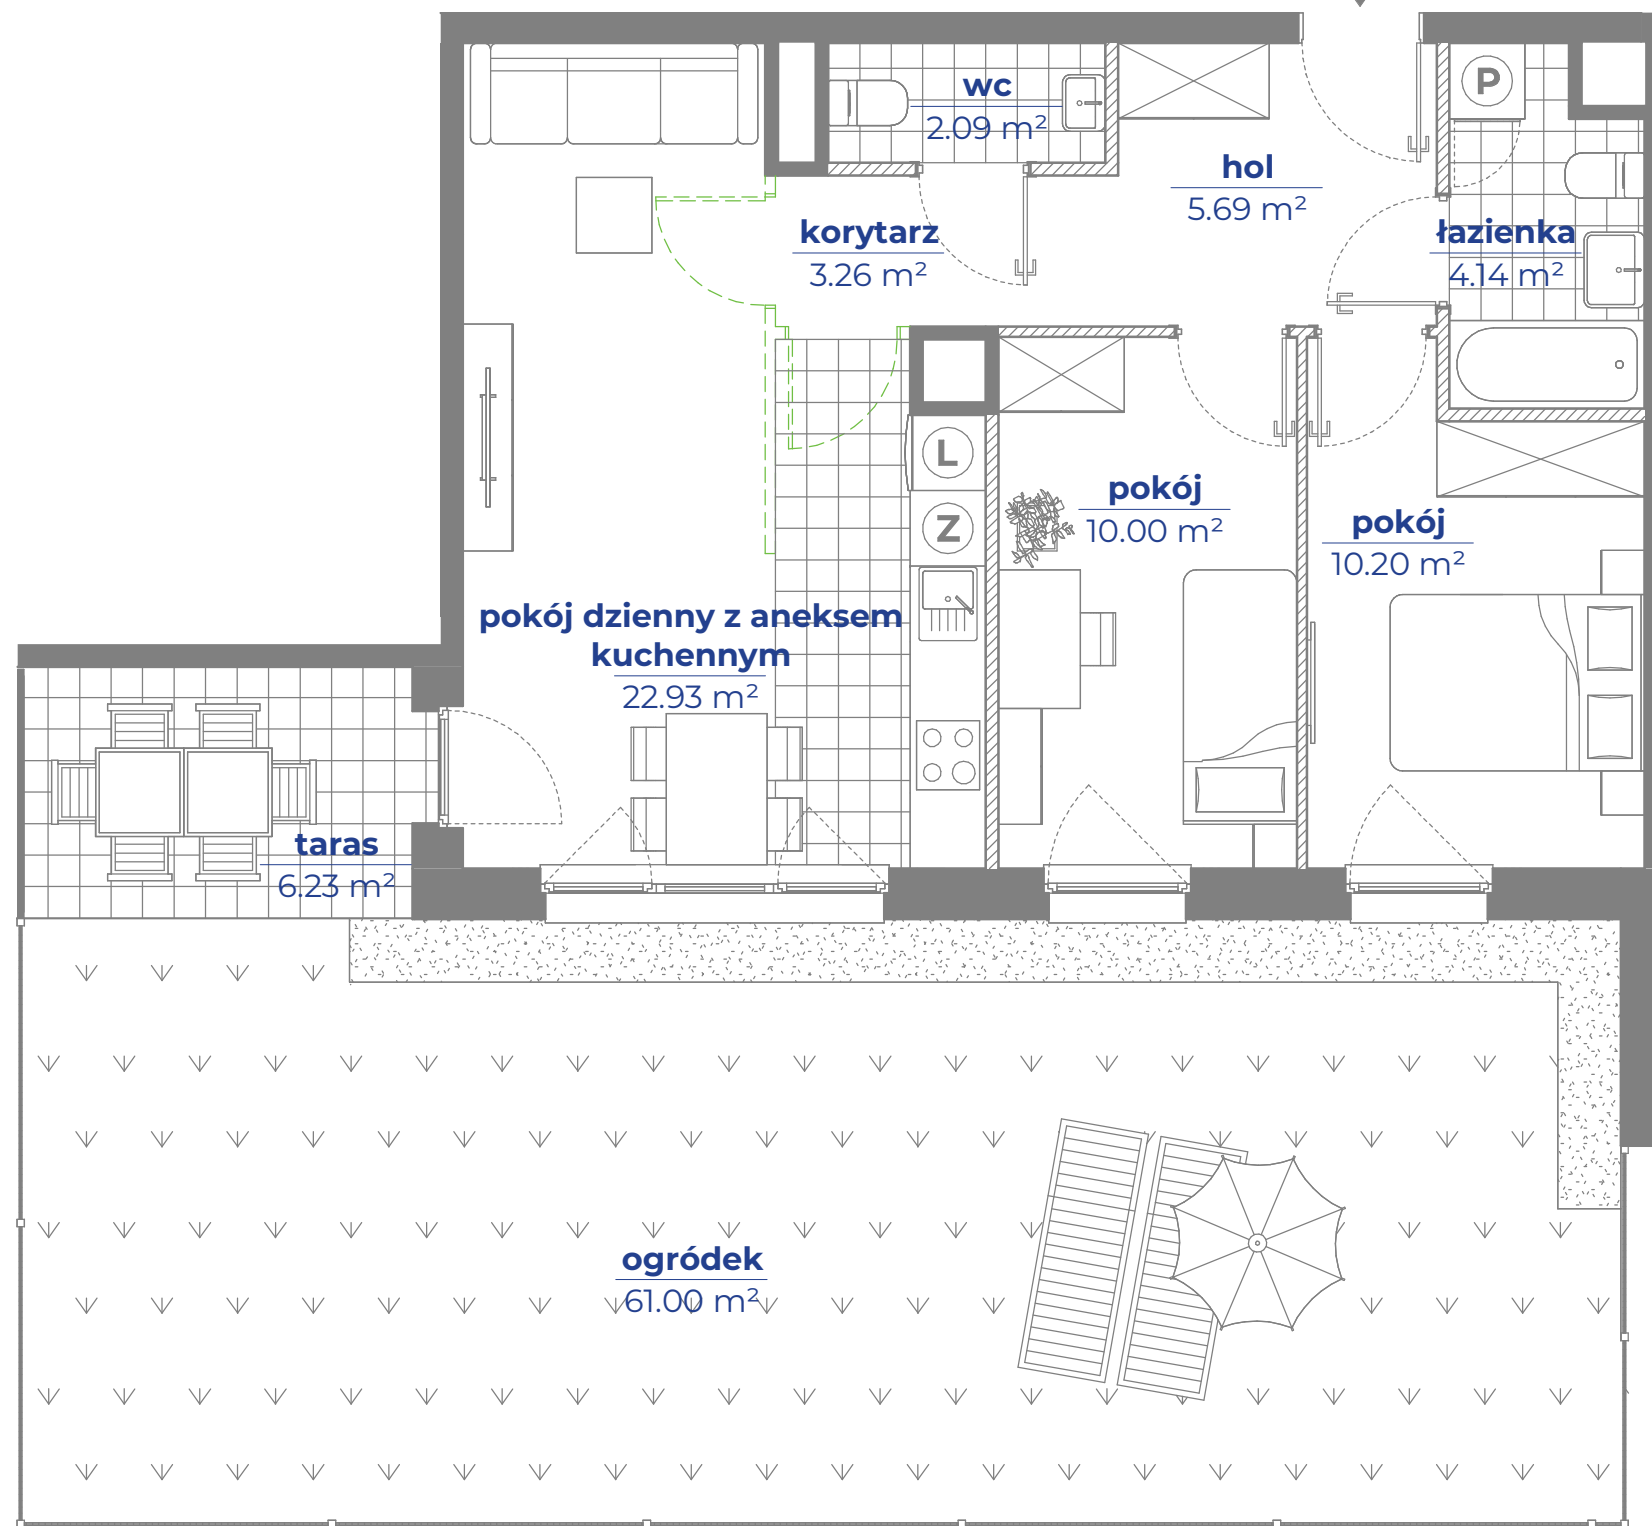 P
wc
2.09 m²
hol
5.69 m²
korytarz
3.26 m²
łazienka
4.14 m²
L
Z
pokój
10.00 m²
pokój
10.20 m²
pokój dzienny z aneksem
kuchennym
22.93 m²
taras
6.23 m²
ogródek
61.00 m²